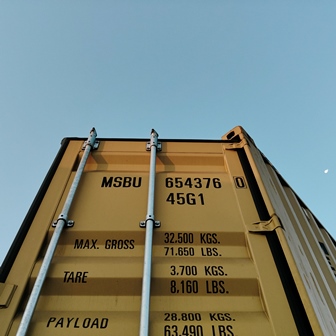 MSBU 654376 0
45G1
MAX. GROSS 32.500 KGS.
71.650 LBS.
TARE 3.700 KGS.
8.160 LBS.
PAYLOAD 28.800 KGS.
63.490 LBS.